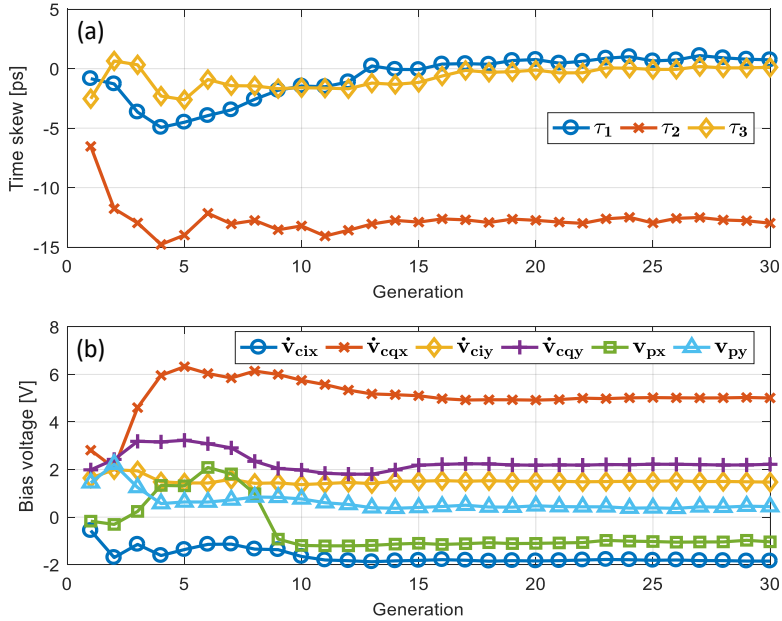 (a)
Time skew [ps]
5
0
-5
-10
-15
τ₁ τ₂ τ₃
0 5 10 15 20 25 30
Generation
(b)
Bias voltage [V]
8
6
4
2
0
-2
v̇cix v̇cqx v̇ciy v̇cqy vpx vpy
0 5 10 15 20 25 30
Generation